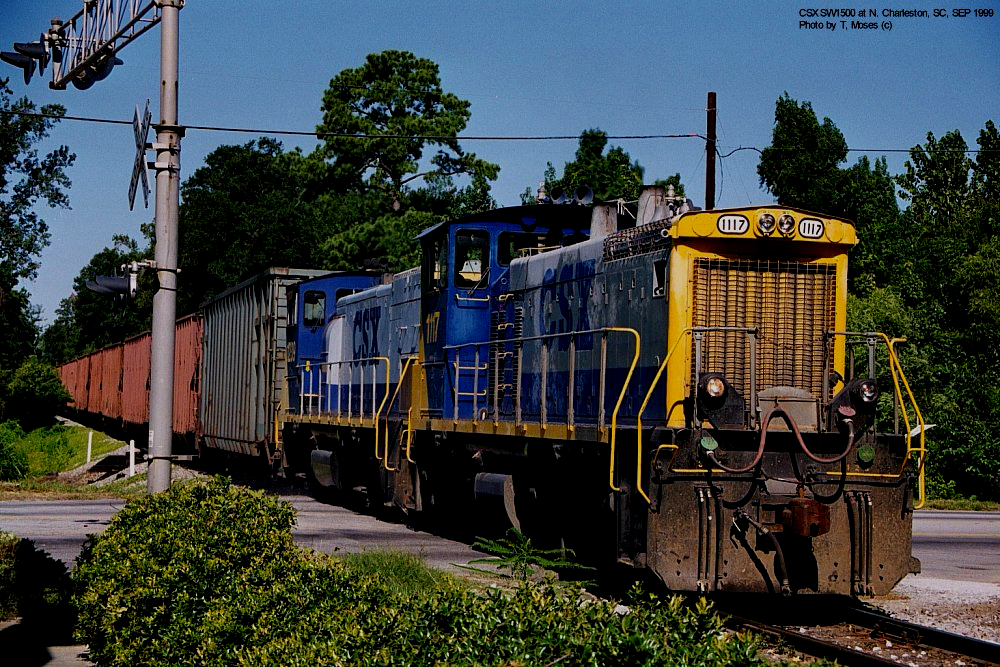 CSX SW1500 at N. Charleston, SC, SEP 1999
Photo by T, Moses (c)
1117
1117
CSX
1117
CSX